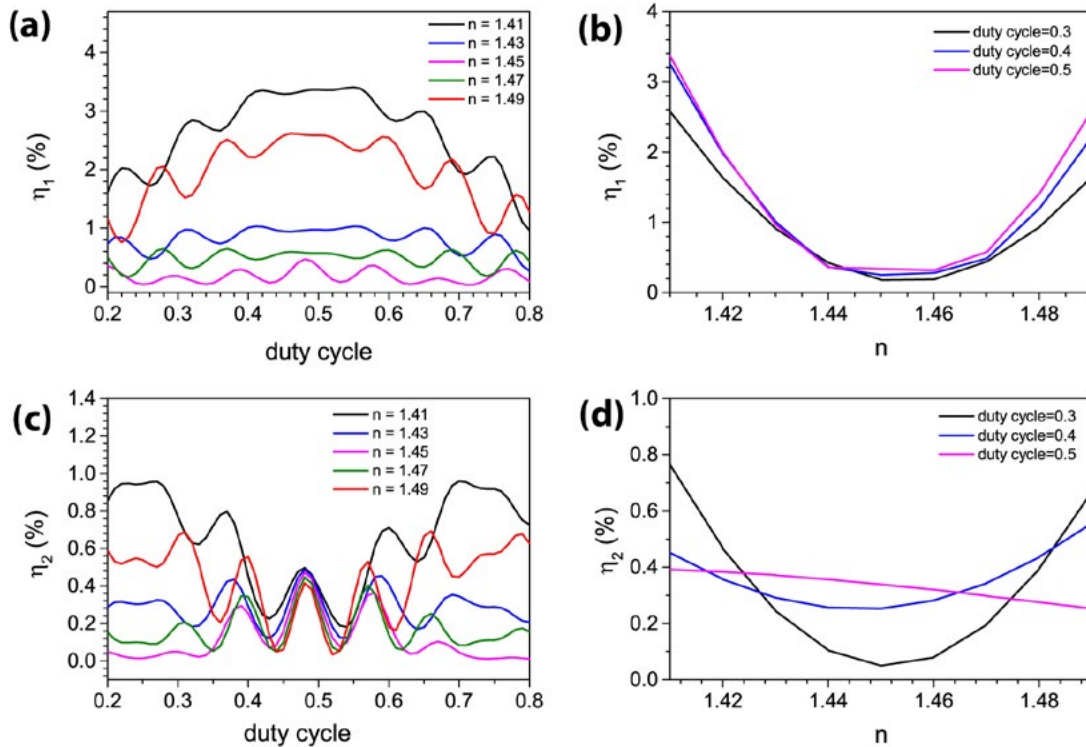 (a)
n = 1.41
n = 1.43
n = 1.45
n = 1.47
n = 1.49
4
3
2
1
0
η1 (%)
0.2 0.3 0.4 0.5 0.6 0.7 0.8
duty cycle
(b)
duty cycle=0.3
duty cycle=0.4
duty cycle=0.5
4
3
2
1
0
η1 (%)
1.42 1.44 1.46 1.48
n
(c)
n = 1.41
n = 1.43
n = 1.45
n = 1.47
n = 1.49
1.4
1.2
1.0
0.8
0.6
0.4
0.2
0.0
η2 (%)
0.2 0.3 0.4 0.5 0.6 0.7 0.8
duty cycle
(d)
duty cycle=0.3
duty cycle=0.4
duty cycle=0.5
1.0
0.8
0.6
0.4
0.2
0.0
η2 (%)
1.42 1.44 1.46 1.48
n